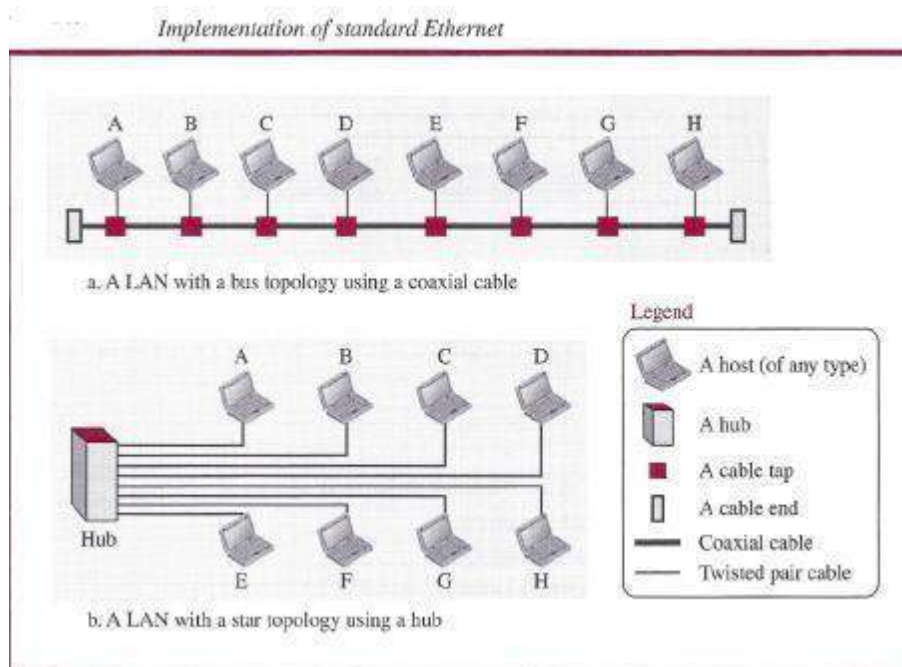 Implementation of standard Ethernet
A B C D E F G H
a. A LAN with a bus topology using a coaxial cable
Legend
A host (of any type)
A hub
A cable tap
A cable end
Coaxial cable
Twisted pair cable
A B C D
Hub
E F G H
b. A LAN with a star topology using a hub